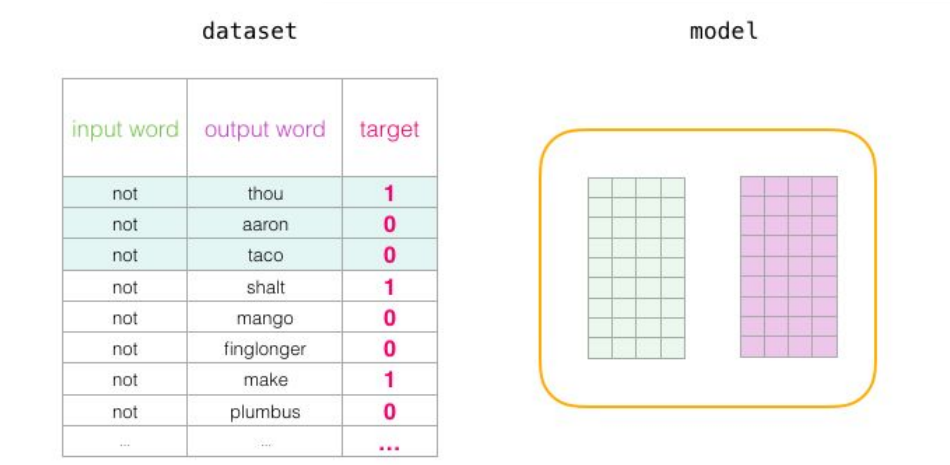 dataset
model
input word output word target
not thou 1
not aaron 0
not taco 0
not shalt 1
not mango 0
not finglonger 0
not make 1
not plumbus 0
... ... ...